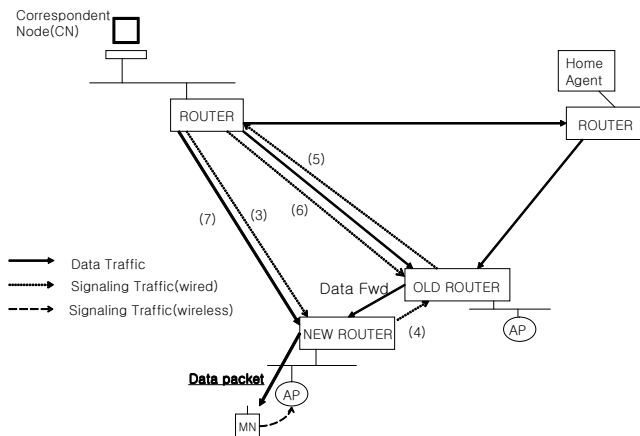 Correspondent
Node(CN)
Home
Agent
ROUTER
ROUTER
(5)
(6)
(3)
(7)
Data Traffic
Signaling Traffic(wired)
Signaling Traffic(wireless)
Data Fwd
OLD ROUTER
NEW ROUTER
(4)
AP
Data packet
AP
MN